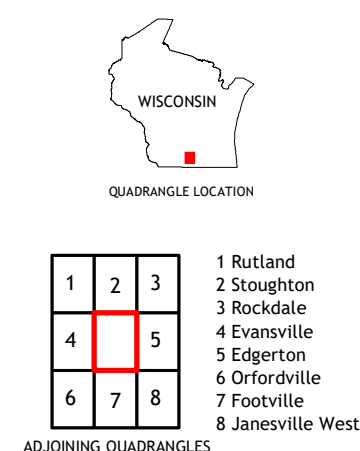 WISCONSIN
QUADRANGLE LOCATION
1 2 3
4 5
6 7 8
1 Rutland
2 Stoughton
3 Rockdale
4 Evansville
5 Edgerton
6 Orfordville
7 Footville
8 Janesville West
ADJOINING QUADRANGLES